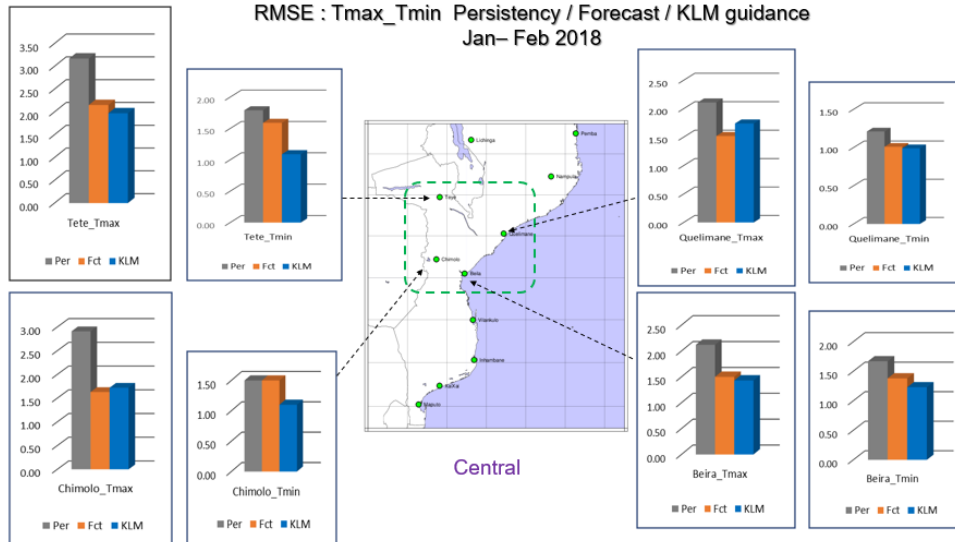 RMSE : Tmax_Tmin Persistency / Forecast / KLM guidance
Jan– Feb 2018
3.50
3.00
2.50
2.00
1.50
1.00
0.50
0.00
Tete_Tmax
Per Fct KLM
2.00
1.50
1.00
0.50
0.00
Tete_Tmin
Per Fct KLM
Pemba
Lichinga
Nampula
Tete
Quelimane
Chimoio
Beira
Vilankulo
Inhambane
XaiXai
Maputo
Central
2.50
2.00
1.50
1.00
0.50
0.00
Quelimane_Tmax
Per Fct KLM
1.50
1.00
0.50
0.00
Quelimane_Tmin
Per Fct KLM
3.00
2.50
2.00
1.50
1.00
0.50
0.00
Chimolo_Tmax
Per Fct KLM
1.50
1.00
0.50
0.00
Chimolo_Tmin
Per Fct KLM
2.50
2.00
1.50
1.00
0.50
0.00
Beira_Tmax
Per Fct KLM
2.00
1.50
1.00
0.50
0.00
Beira_Tmin
Per Fct KLM